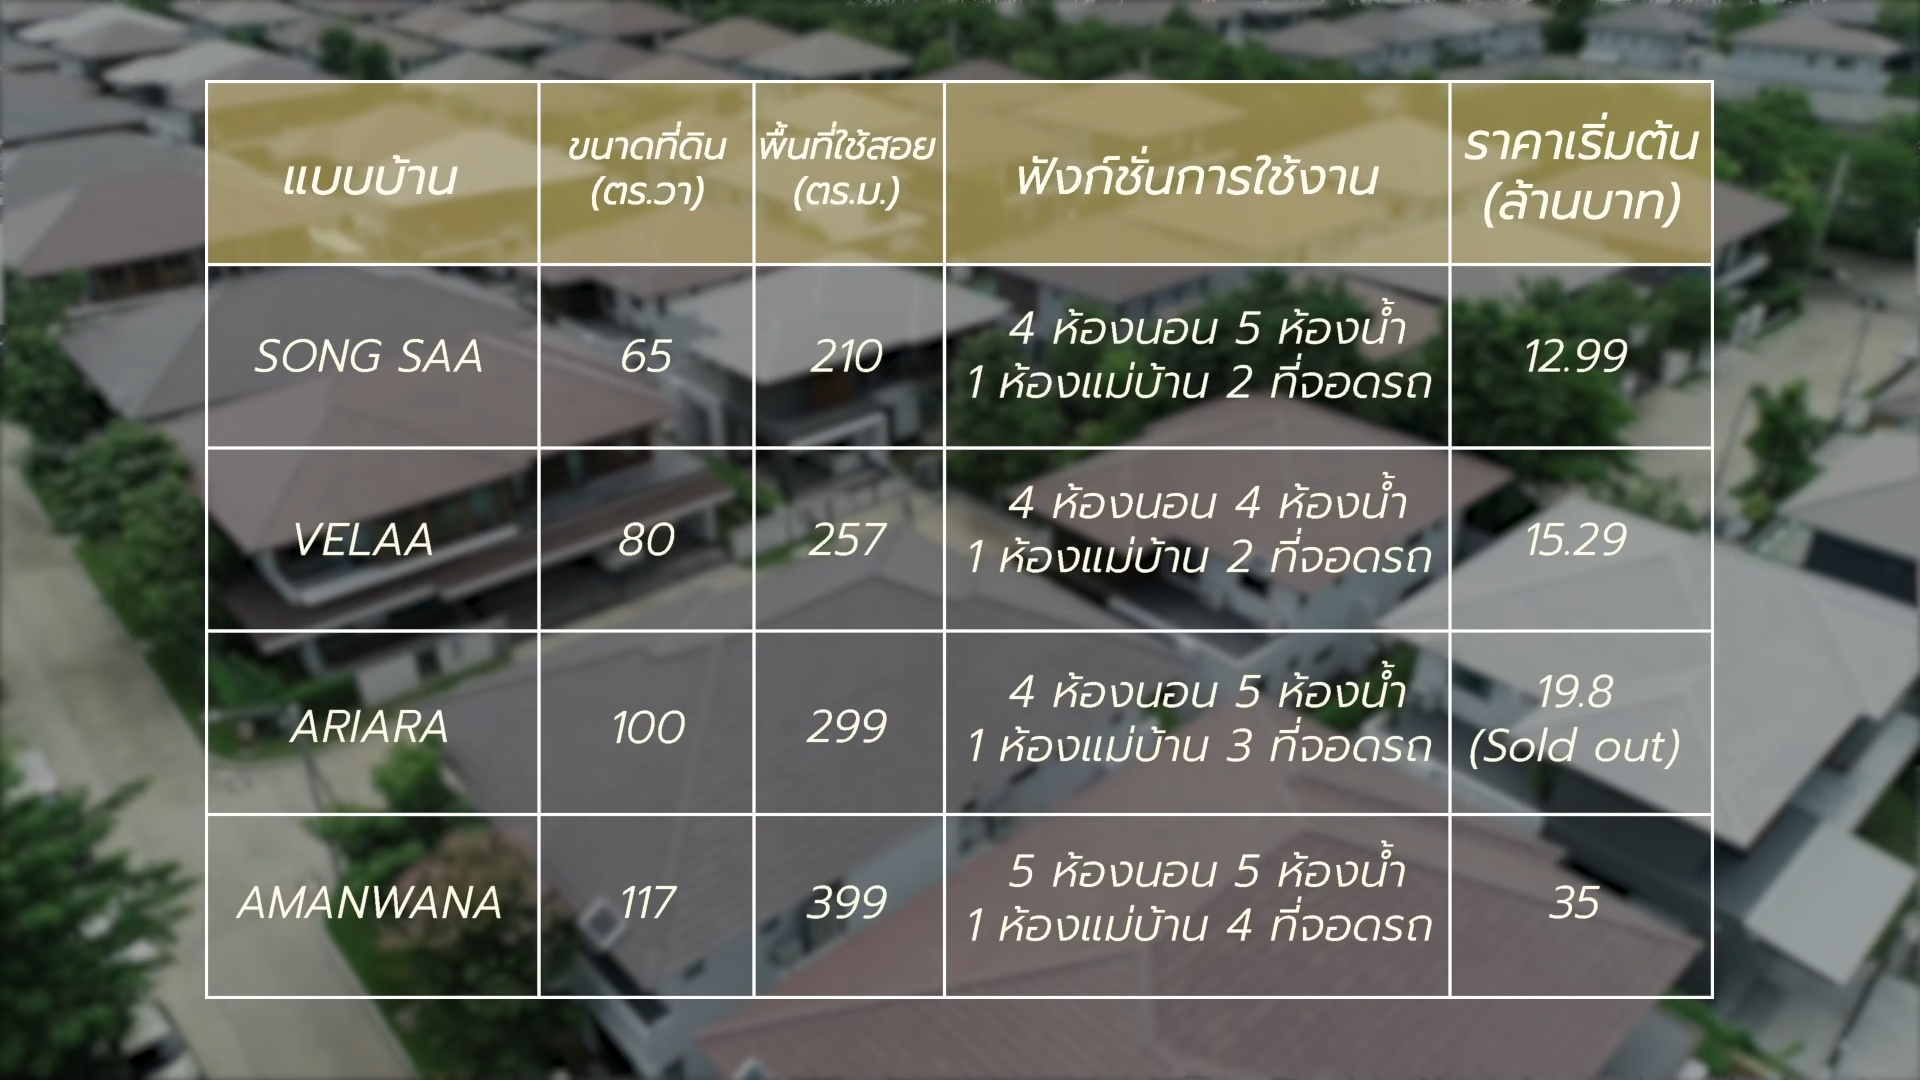 แบบบ้าน
ขนาดที่ดิน
(ตร.วา)
พื้นที่ใช้สอย
(ตร.ม.)
ฟังก์ชั่นการใช้งาน
ราคาเริ่มต้น
(ล้านบาท)
SONG SAA
65
210
4 ห้องนอน 5 ห้องน้ำ
1 ห้องแม่บ้าน 2 ที่จอดรถ
12.99
VELAA
80
257
4 ห้องนอน 4 ห้องน้ำ
1 ห้องแม่บ้าน 2 ที่จอดรถ
15.29
ARIARA
100
299
4 ห้องนอน 5 ห้องน้ำ
1 ห้องแม่บ้าน 3 ที่จอดรถ
19.8
(Sold out)
AMANWANA
117
399
5 ห้องนอน 5 ห้องน้ำ
1 ห้องแม่บ้าน 4 ที่จอดรถ
35